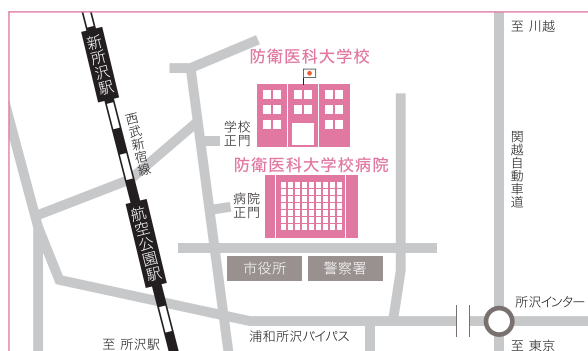 至 川越
防衛医科大学校
新所沢駅
西武新宿線
学校
正門
関越自動車道
防衛医科大学校病院
病院
正門
航空公園駅
市役所
警察署
所沢インター
浦和所沢バイパス
至 所沢駅
至 東京